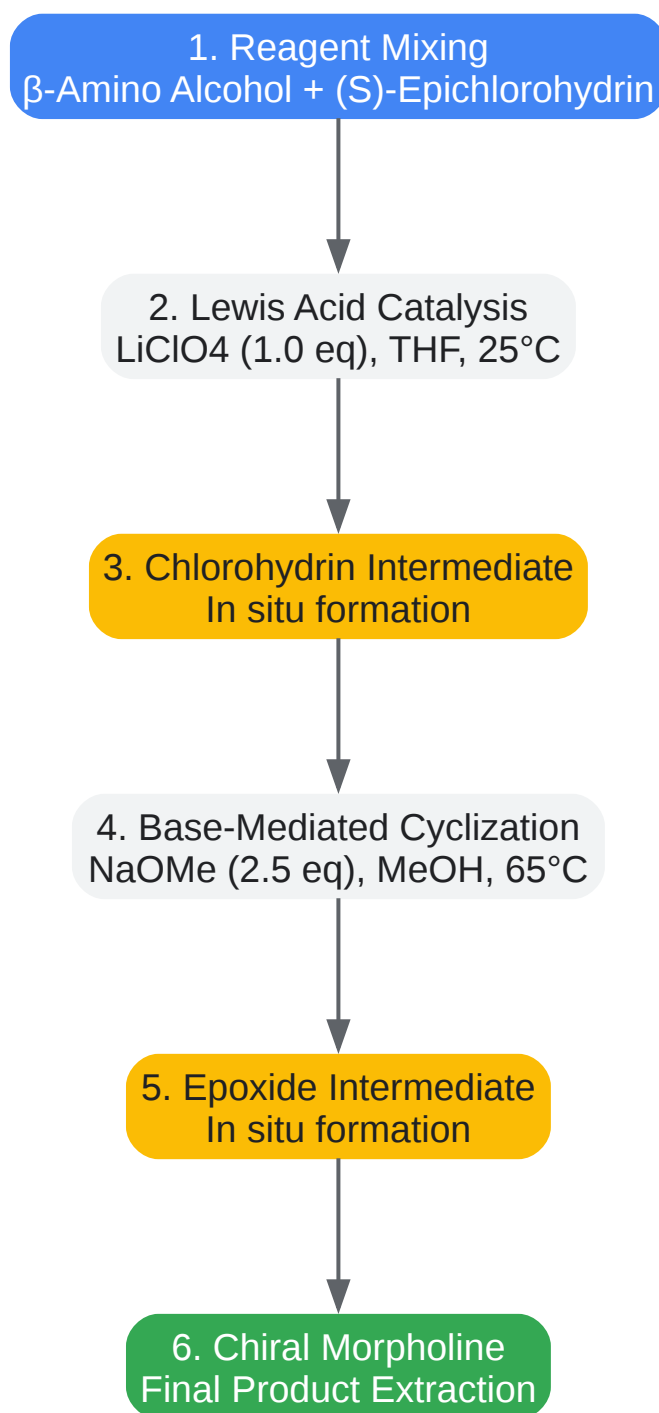 1. Reagent Mixing
β-Amino Alcohol + (S)-Epichlorohydrin
2. Lewis Acid Catalysis
LiClO4 (1.0 eq), THF, 25°C
3. Chlorohydrin Intermediate
In situ formation
4. Base-Mediated Cyclization
NaOMe (2.5 eq), MeOH, 65°C
5. Epoxide Intermediate
In situ formation
6. Chiral Morpholine
Final Product Extraction